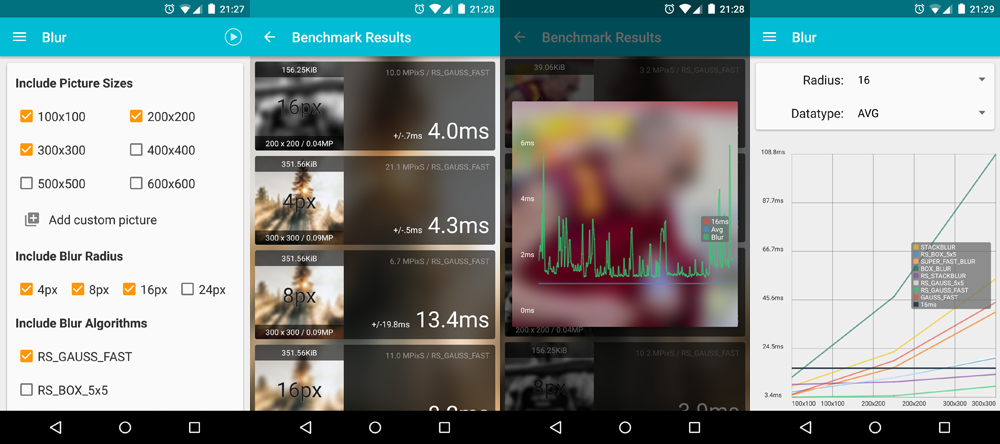 21:27
Blur
Include Picture Sizes
100x100
200x200
300x300
400x400
500x500
600x600
Add custom picture
Include Blur Radius
4px
8px
16px
24px
Include Blur Algorithms
RS_GAUSS_FAST
RS_BOX_5x5
21:28
Benchmark Results
156.25KiB
10.0 MPixS / RS_GAUSS_FAST
16px
+/-.7ms 4.0ms
200 x 200 / 0.04MP
351.56KiB
21.1 MPixS / RS_GAUSS_FAST
4px
+/-.5ms 4.3ms
300 x 300 / 0.09MP
351.56KiB
6.7 MPixS / RS_GAUSS_FAST
8px
+/-19.8ms 13.4ms
300 x 300 / 0.09MP
351.56KiB
11.0 MPixS / RS_GAUSS_FAST
16px
21:28
Benchmark Results
39.06KiB
3.2 MPixS / RS_GAUSS_FAST
6ms
4ms
2ms
0ms
16ms
Avg
Blur
200 x 200 / 0.04MP
156.25KiB
10.2 MPixS / RS_GAUSS_FAST
8px
3.9ms
21:29
Blur
Radius: 16
Datatype: AVG
108.8ms
87.7ms
66.7ms
45.6ms
24.5ms
3.4ms
STACKBLUR
RS_BOX_5x5
SUPER_FAST_BLUR
BOX_BLUR
RS_STACKBLUR
RS_GAUSS_5x5
RS_GAUSS_FAST
GAUSS_FAST
16ms
100x100 100x100 200x200 200x200 300x300 300x300